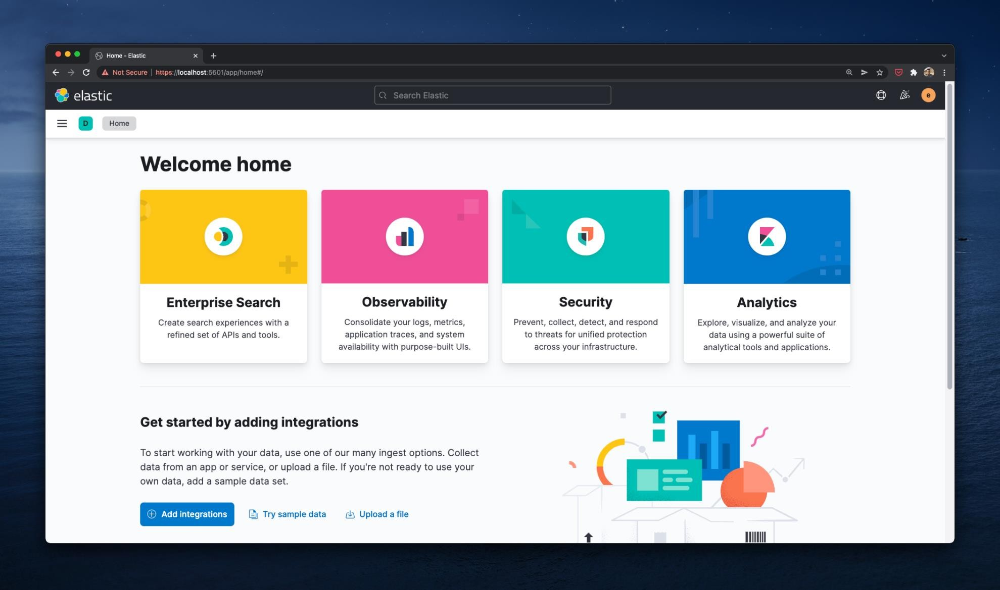 Home - Elastic
Not Secure | https://localhost:5601/app/home#/
elastic
Search Elastic
e
D
Home
Welcome home
Enterprise Search
Create search experiences with a
refined set of APIs and tools.
Observability
Consolidate your logs, metrics,
application traces, and system
availability with purpose-built UIs.
Security
Prevent, collect, detect, and respond
to threats for unified protection
across your infrastructure.
Analytics
Explore, visualize, and analyze your
data using a powerful suite of
analytical tools and applications.
Get started by adding integrations
To start working with your data, use one of our many ingest options. Collect
data from an app or service, or upload a file. If you're not ready to use your
own data, add a sample data set.
Add integrations
Try sample data
Upload a file